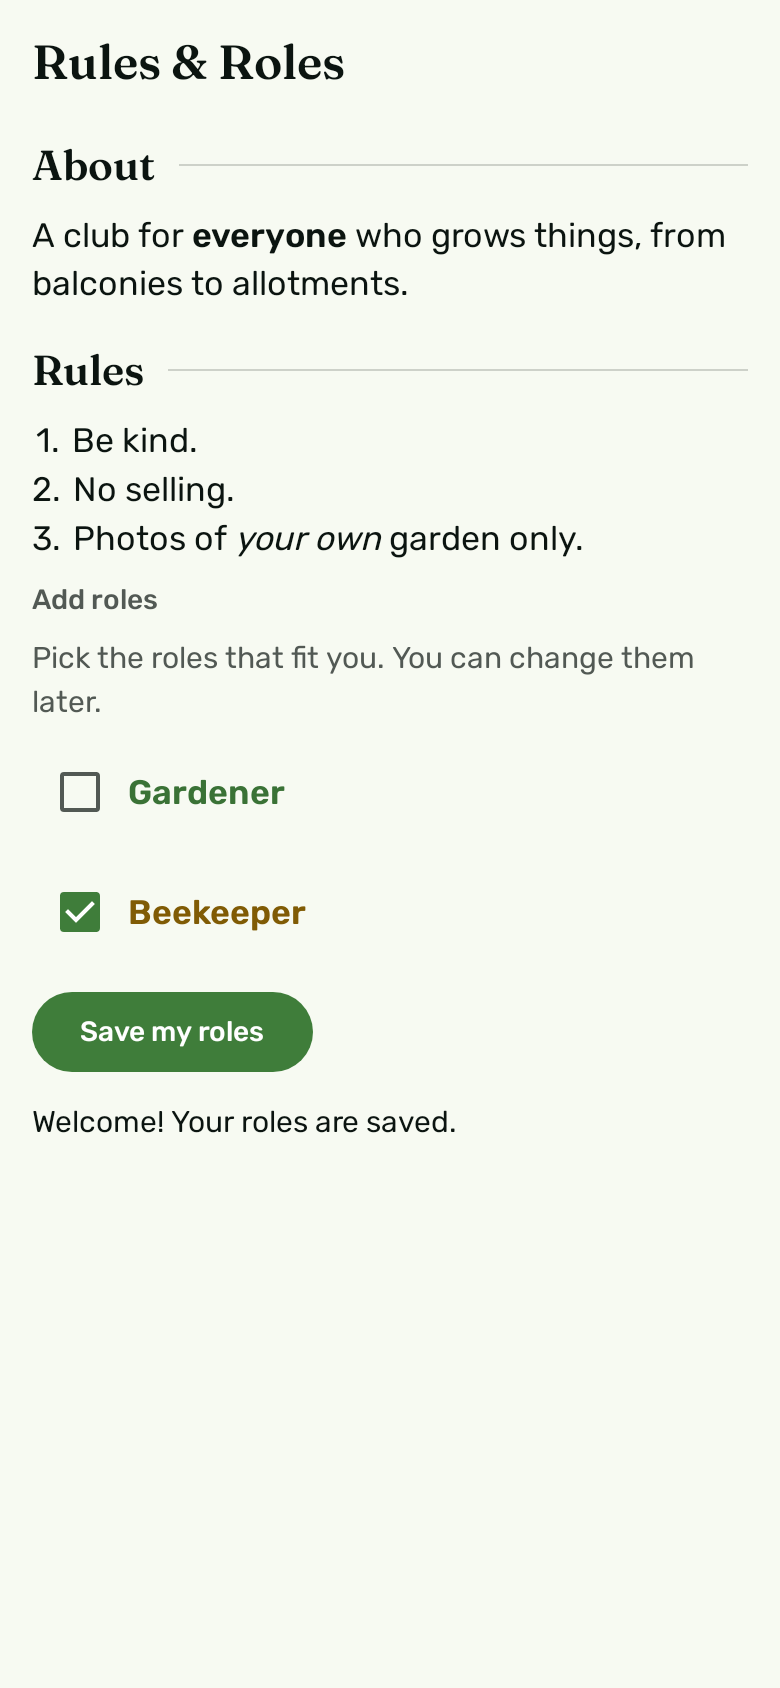 Rules & Roles
About
A club for everyone who grows things, from
balconies to allotments.
Rules
1. Be kind.
2. No selling.
3. Photos of your own garden only.
Add roles
Pick the roles that fit you. You can change them
later.
Gardener
Beekeeper
Save my roles
Welcome! Your roles are saved.